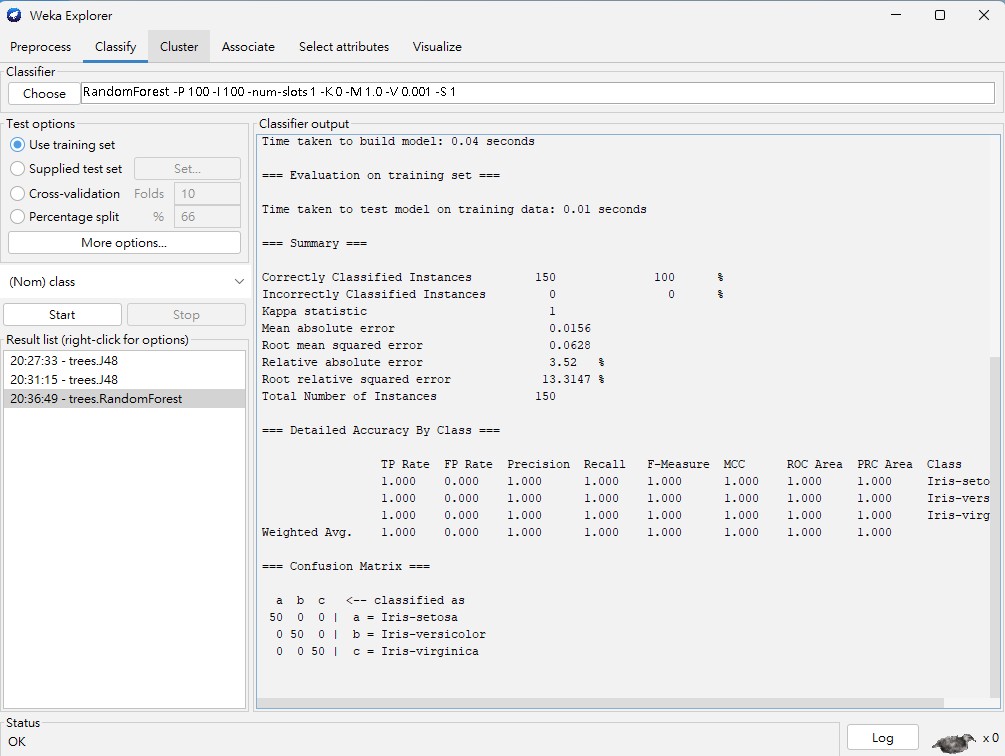 Weka Explorer
Preprocess Classify Cluster Associate Select attributes Visualize
Classifier
Choose RandomForest -P 100 -I 100 -num-slots 1 -K 0 -M 1.0 -V 0.001 -S 1
Test options
Use training set
Supplied test set Set...
Cross-validation Folds 10
Percentage split % 66
More options...
(Nom) class
Start Stop
Result list (right-click for options)
20:27:33 - trees.J48
20:31:15 - trees.J48
20:36:49 - trees.RandomForest
Classifier output
Time taken to build model: 0.04 seconds
=== Evaluation on training set ===
Time taken to test model on training data: 0.01 seconds
=== Summary ===
Correctly Classified Instances 150 100 %
Incorrectly Classified Instances 0 0 %
Kappa statistic 1
Mean absolute error 0.0156
Root mean squared error 0.0628
Relative absolute error 3.52 %
Root relative squared error 13.3147 %
Total Number of Instances 150
=== Detailed Accuracy By Class ===
TP Rate FP Rate Precision Recall F-Measure MCC ROC Area PRC Area Class
1.000 0.000 1.000 1.000 1.000 1.000 1.000 1.000 Iris-seto
1.000 0.000 1.000 1.000 1.000 1.000 1.000 1.000 Iris-vers
1.000 0.000 1.000 1.000 1.000 1.000 1.000 1.000 Iris-virg
Weighted Avg. 1.000 0.000 1.000 1.000 1.000 1.000 1.000 1.000
=== Confusion Matrix ===
a b c <-- classified as
50 0 0 | a = Iris-setosa
0 50 0 | b = Iris-versicolor
0 0 50 | c = Iris-virginica
Status
OK
Log x 0